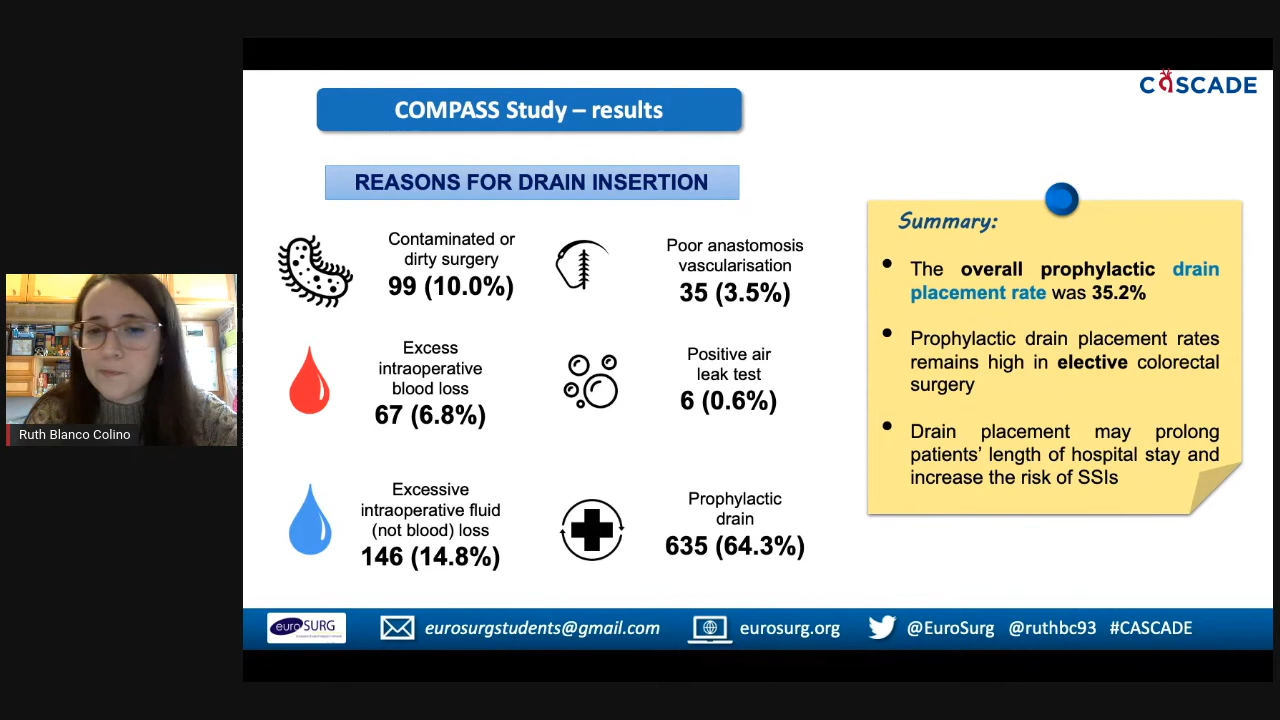 CASCADE
COMPASS Study – results
REASONS FOR DRAIN INSERTION
Contaminated or
dirty surgery
99 (10.0%)
Poor anastomosis
vascularisation
35 (3.5%)
Excess
intraoperative
blood loss
67 (6.8%)
Positive air
leak test
6 (0.6%)
Excessive
intraoperative fluid
(not blood) loss
146 (14.8%)
Prophylactic
drain
635 (64.3%)
Summary:
• The overall prophylactic drain
placement rate was 35.2%
• Prophylactic drain placement rates
remains high in elective colorectal
surgery
• Drain placement may prolong
patients’ length of hospital stay and
increase the risk of SSIs
Ruth Blanco Colino
euroSURG
eurosurgstudents@gmail.com
eurosurg.org
@EuroSurg @ruthbc93 #CASCADE